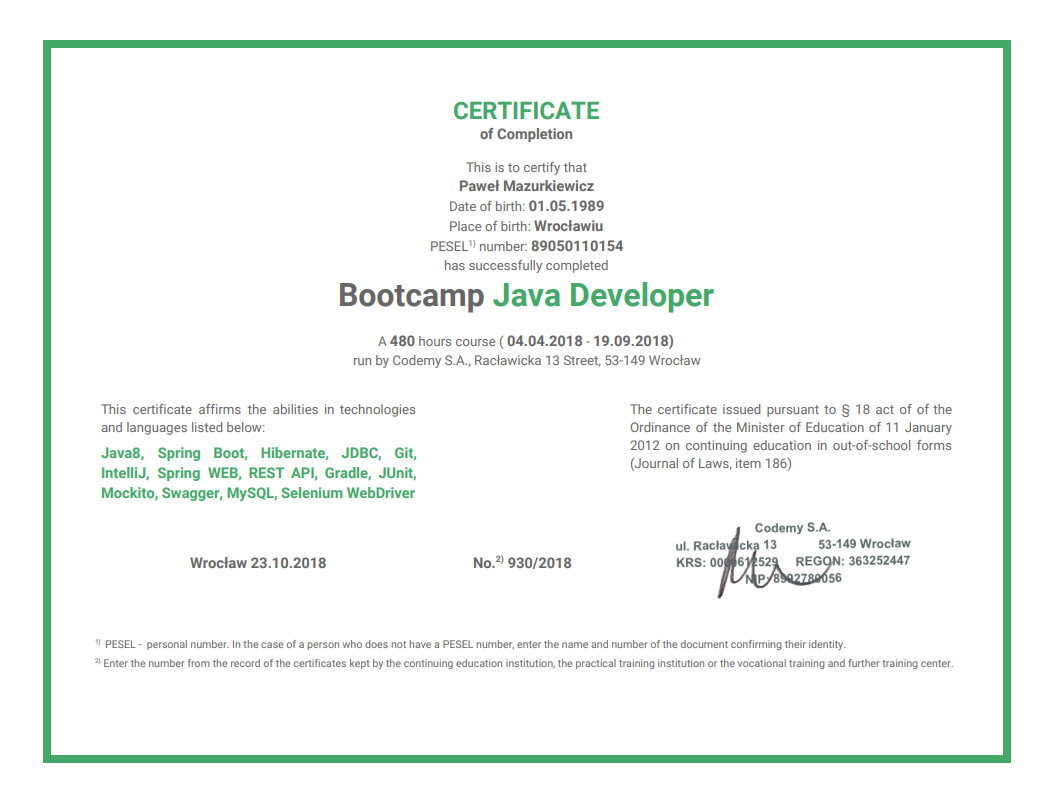 CERTIFICATE
of Completion
This is to certify that
Paweł Mazurkiewicz
Date of birth: 01.05.1989
Place of birth: Wrocławiu
PESEL1) number: 89050110154
has successfully completed
Bootcamp Java Developer
A 480 hours course ( 04.04.2018 - 19.09.2018)
run by Codemy S.A., Racławicka 13 Street, 53-149 Wrocław
This certificate affirms the abilities in technologies
and languages listed below:
Java8, Spring Boot, Hibernate, JDBC, Git,
IntelliJ, Spring WEB, REST API, Gradle, JUnit,
Mockito, Swagger, MySQL, Selenium WebDriver
The certificate issued pursuant to § 18 act of of the
Ordinance of the Minister of Education of 11 January
2012 on continuing education in out-of-school forms
(Journal of Laws, item 186)
Wrocław 23.10.2018
No.2) 930/2018
Codemy S.A.
ul. Racławicka 13 53-149 Wrocław
KRS: 0000612529 REGON: 363252447
NIP: 8992789056
1) PESEL - personal number. In the case of a person who does not have a PESEL number, enter the name and number of the document confirming their identity.
2) Enter the number from the record of the certificates kept by the continuing education institution, the practical training institution or the vocational training and further training center.